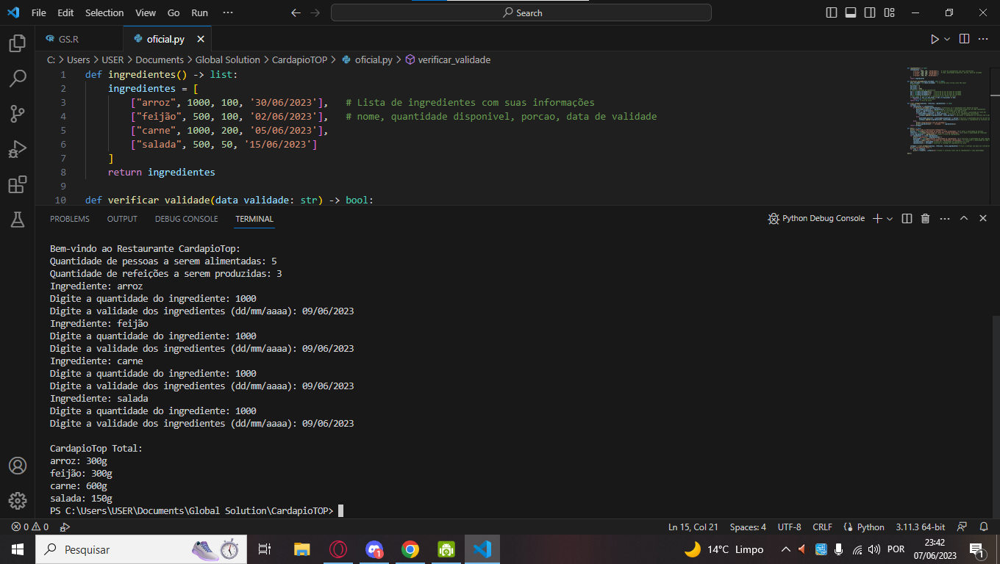 File Edit Selection View Go Run ··· Search
GS.R oficial.py
C: > Users > USER > Documents > Global Solution > CardapioTOP > oficial.py > verificar_validade
1 def ingredientes() -> list:
2 ingredientes = [
3 ["arroz", 1000, 100, '30/06/2023'], # Lista de ingredientes com suas informações
4 ["feijão", 500, 100, '02/06/2023'], # nome, quantidade disponivel, porcao, data de validade
5 ["carne", 1000, 200, '05/06/2023'],
6 ["salada", 500, 50, '15/06/2023']
7 ]
8 return ingredientes
9
10 def verificar_validade(data_validade: str) -> bool:
PROBLEMS OUTPUT DEBUG CONSOLE TERMINAL Python Debug Console
Bem-vindo ao Restaurante CardapioTop:
Quantidade de pessoas a serem alimentadas: 5
Quantidade de refeições a serem produzidas: 3
Ingrediente: arroz
Digite a quantidade do ingrediente: 1000
Digite a validade dos ingredientes (dd/mm/aaaa): 09/06/2023
Ingrediente: feijão
Digite a quantidade do ingrediente: 1000
Digite a validade dos ingredientes (dd/mm/aaaa): 09/06/2023
Ingrediente: carne
Digite a quantidade do ingrediente: 1000
Digite a validade dos ingredientes (dd/mm/aaaa): 09/06/2023
Ingrediente: salada
Digite a quantidade do ingrediente: 1000
Digite a validade dos ingredientes (dd/mm/aaaa): 09/06/2023
CardapioTop Total:
arroz: 300g
feijão: 300g
carne: 600g
salada: 150g
PS C:\Users\USER\Documents\Global Solution\CardapioTOP>
0 0 Ln 15, Col 21 Spaces: 4 UTF-8 CRLF Python 3.11.3 64-bit
Pesquisar 1 14°C Limpo POR 23:42
07/06/2023 1